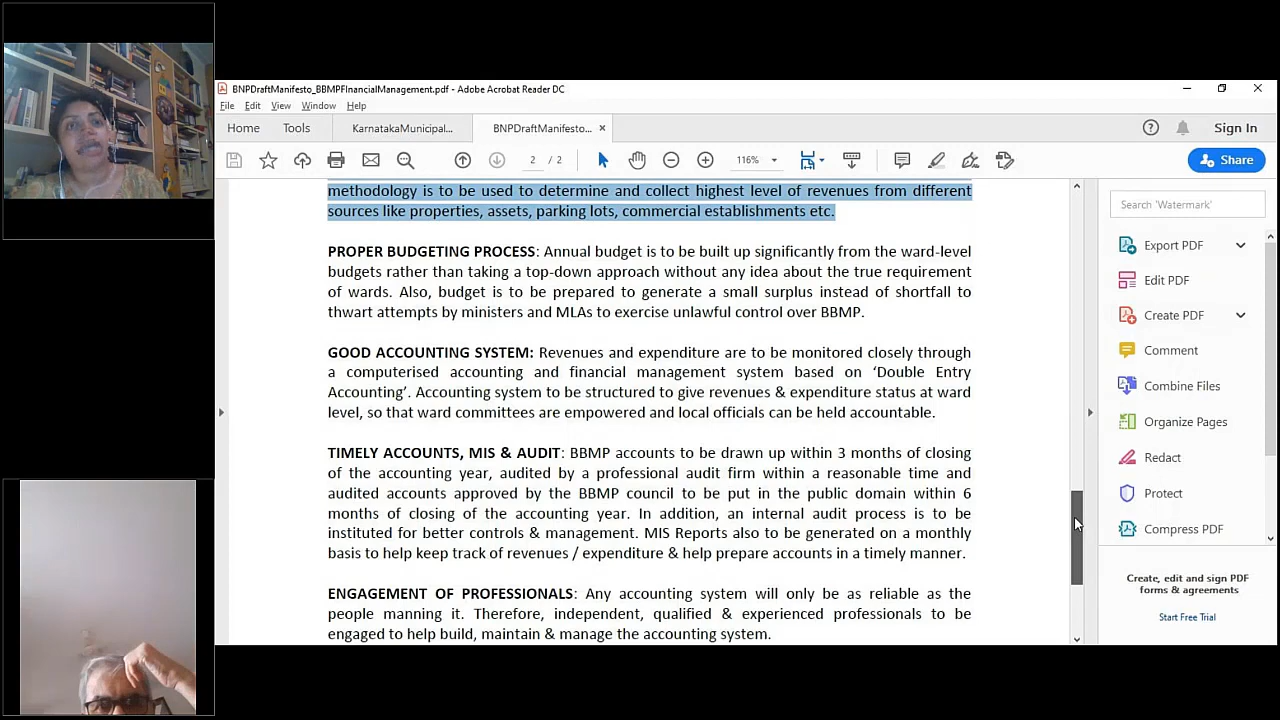 BNPDraftManifesto_BBMPFInancialManagement.pdf - Adobe Acrobat Reader DC
File Edit View Window Help
Home Tools KarnatakaMunicipal... BNPDraftManifesto... ×
Sign In
2 / 2 116% Share
methodology is to be used to determine and collect highest level of revenues from different
sources like properties, assets, parking lots, commercial establishments etc.
PROPER BUDGETING PROCESS: Annual budget is to be built up significantly from the ward-level
budgets rather than taking a top-down approach without any idea about the true requirement
of wards. Also, budget is to be prepared to generate a small surplus instead of shortfall to
thwart attempts by ministers and MLAs to exercise unlawful control over BBMP.
GOOD ACCOUNTING SYSTEM: Revenues and expenditure are to be monitored closely through
a computerised accounting and financial management system based on ‘Double Entry
Accounting’. Accounting system to be structured to give revenues & expenditure status at ward
level, so that ward committees are empowered and local officials can be held accountable.
TIMELY ACCOUNTS, MIS & AUDIT: BBMP accounts to be drawn up within 3 months of closing
of the accounting year, audited by a professional audit firm within a reasonable time and
audited accounts approved by the BBMP council to be put in the public domain within 6
months of closing of the accounting year. In addition, an internal audit process is to be
instituted for better controls & management. MIS Reports also to be generated on a monthly
basis to help keep track of revenues / expenditure & help prepare accounts in a timely manner.
ENGAGEMENT OF PROFESSIONALS: Any accounting system will only be as reliable as the
people manning it. Therefore, independent, qualified & experienced professionals to be
engaged to help build, maintain & manage the accounting system.
Search 'Watermark'
Export PDF
Edit PDF
Create PDF
Comment
Combine Files
Organize Pages
Redact
Protect
Compress PDF
Create, edit and sign PDF
forms & agreements
Start Free Trial